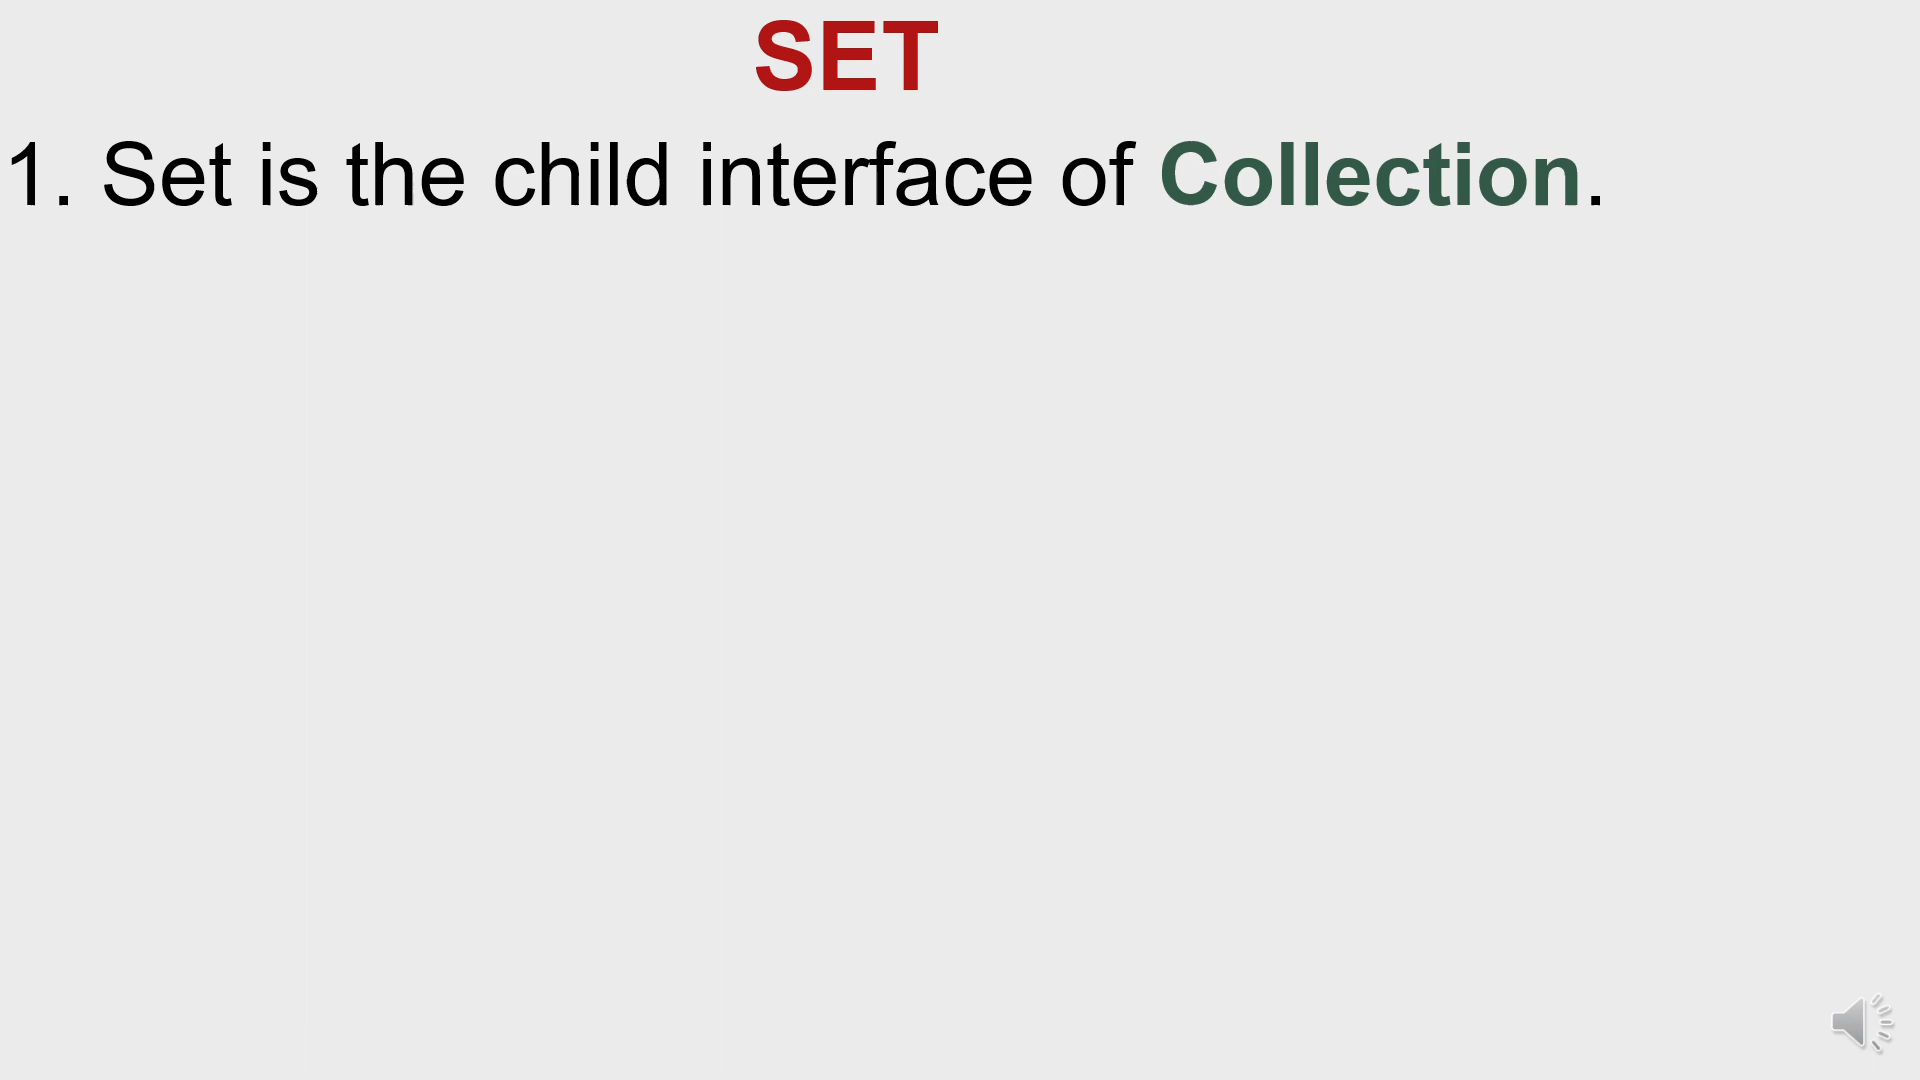 SET
1. Set is the child interface of Collection.